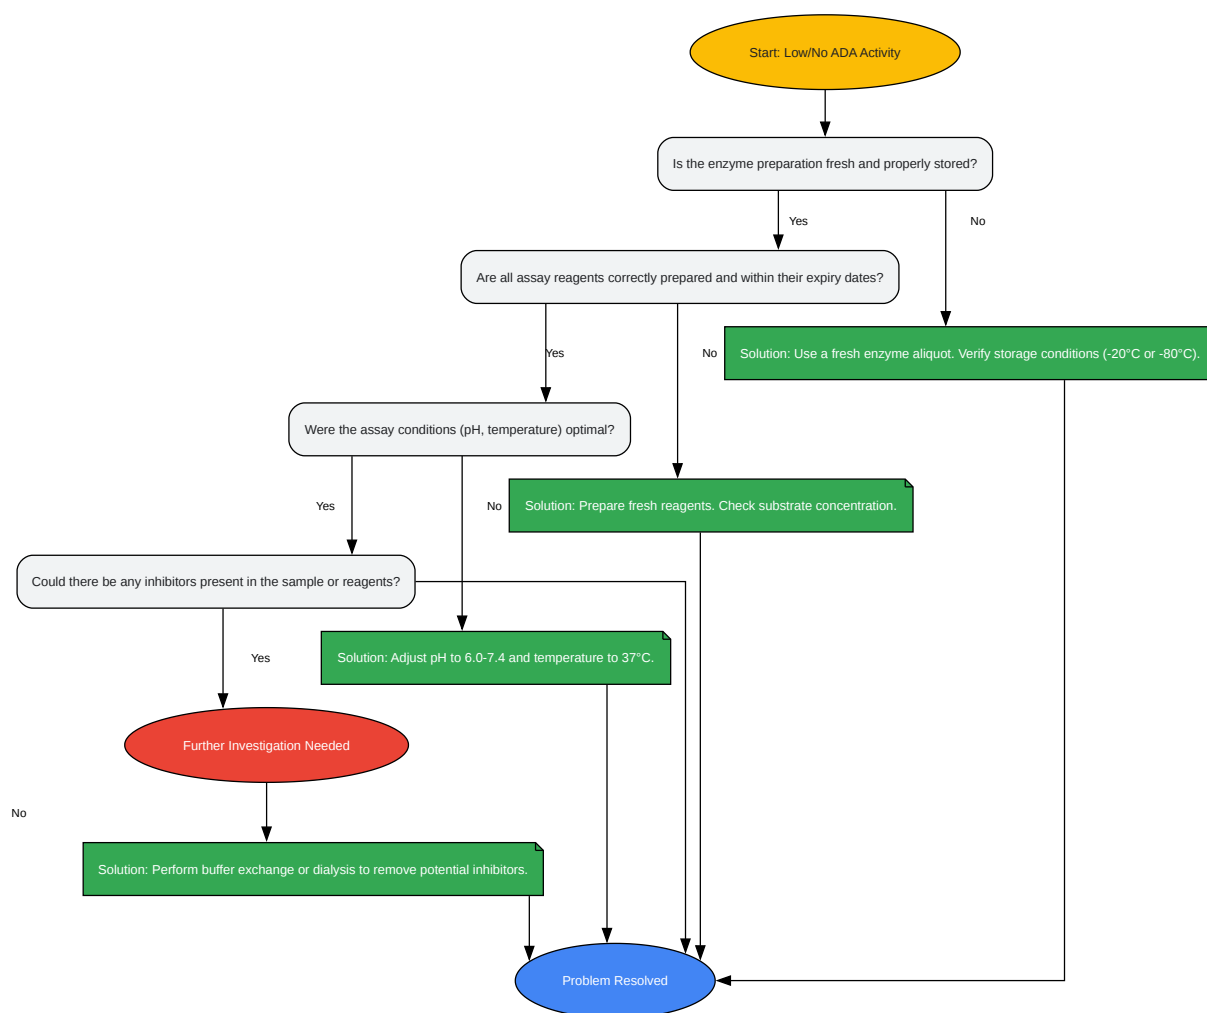 Start: Low/No ADA Activity
Is the enzyme preparation fresh and properly stored?
Yes
No
Are all assay reagents correctly prepared and within their expiry dates?
Yes
No
Solution: Use a fresh enzyme aliquot. Verify storage conditions (-20°C or -80°C).
Were the assay conditions (pH, temperature) optimal?
Yes
No
Solution: Prepare fresh reagents. Check substrate concentration.
Could there be any inhibitors present in the sample or reagents?
Yes
Solution: Adjust pH to 6.0-7.4 and temperature to 37°C.
Further Investigation Needed
No
Solution: Perform buffer exchange or dialysis to remove potential inhibitors.
Problem Resolved